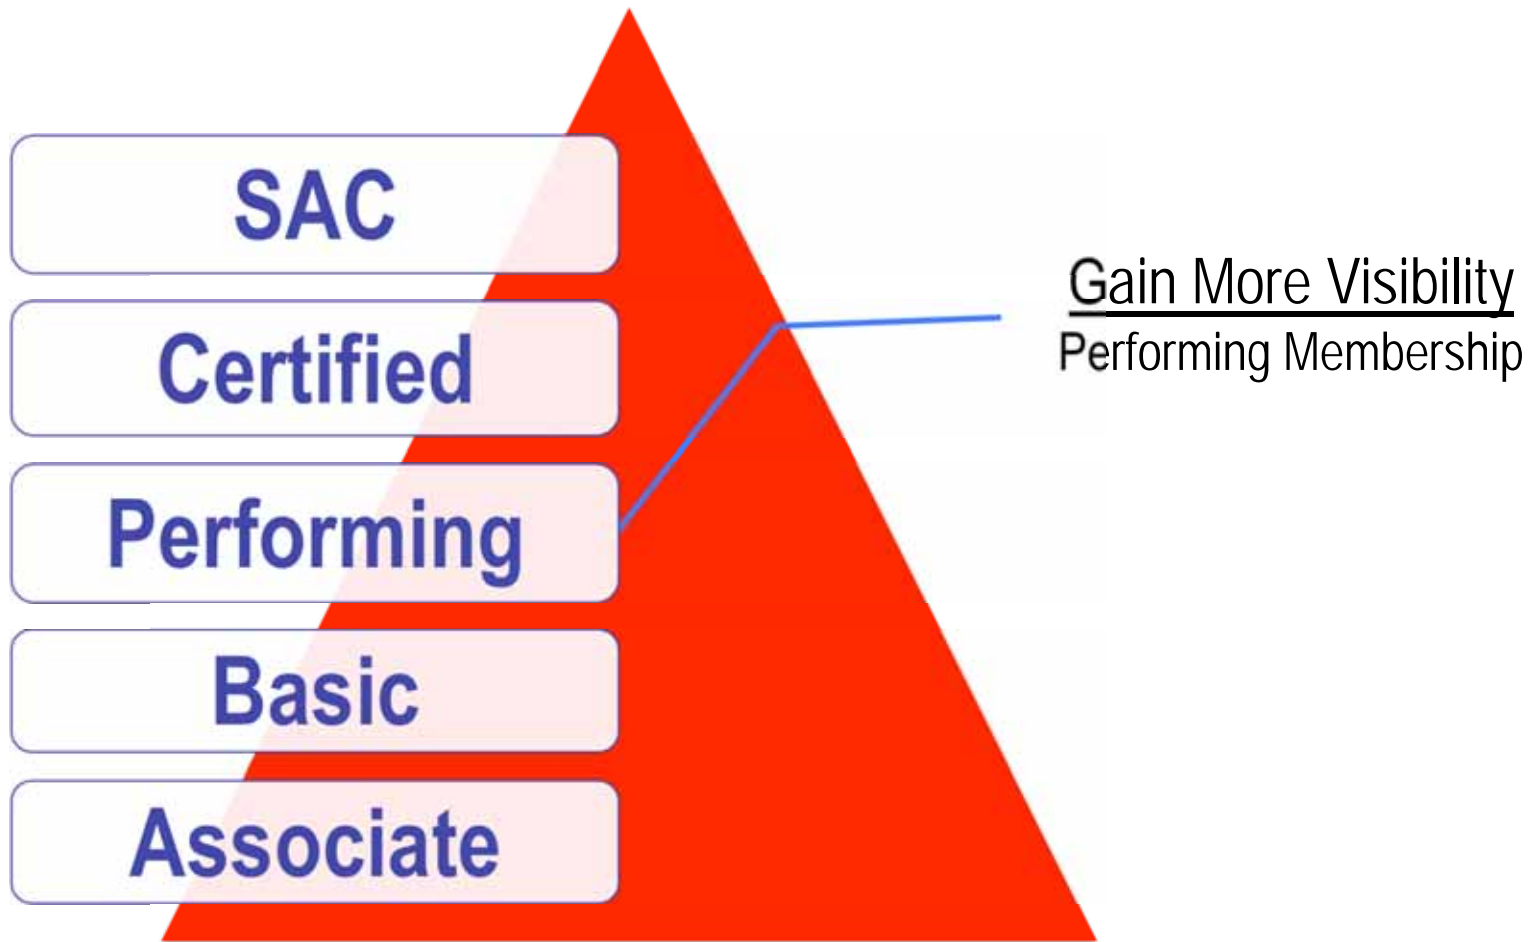 SAC
Certified
Performing
Basic
Associate
Gain More Visibility
Performing Membership